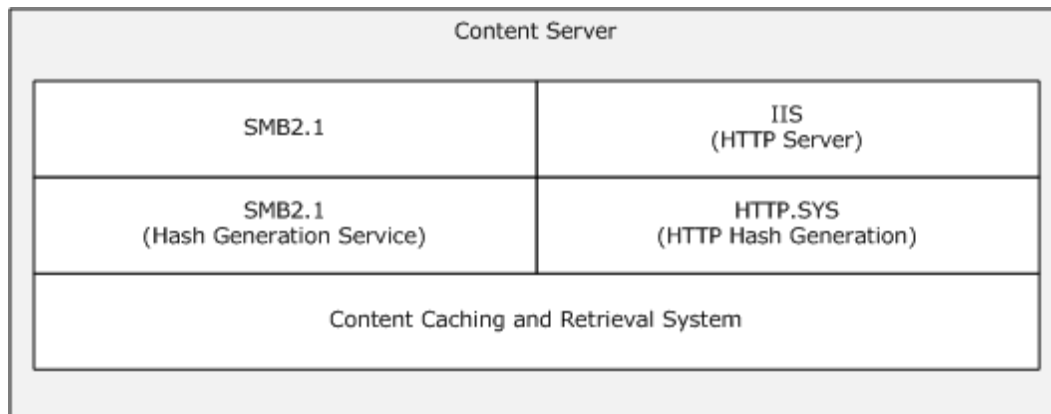 Content Server
SMB2.1
IIS
(HTTP Server)
SMB2.1
(Hash Generation Service)
HTTP.SYS
(HTTP Hash Generation)
Content Caching and Retrieval System